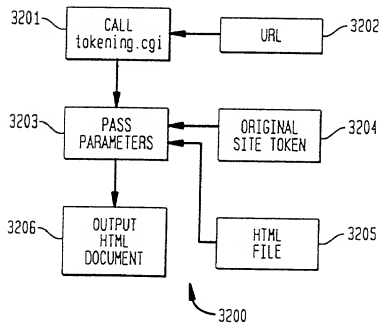 3201
CALL
tokening.cgi
URL
3202
3203
PASS
PARAMETERS
ORIGINAL
SITE TOKEN
3204
3206
OUTPUT
HTML
DOCUMENT
HTML
FILE
3205
3200